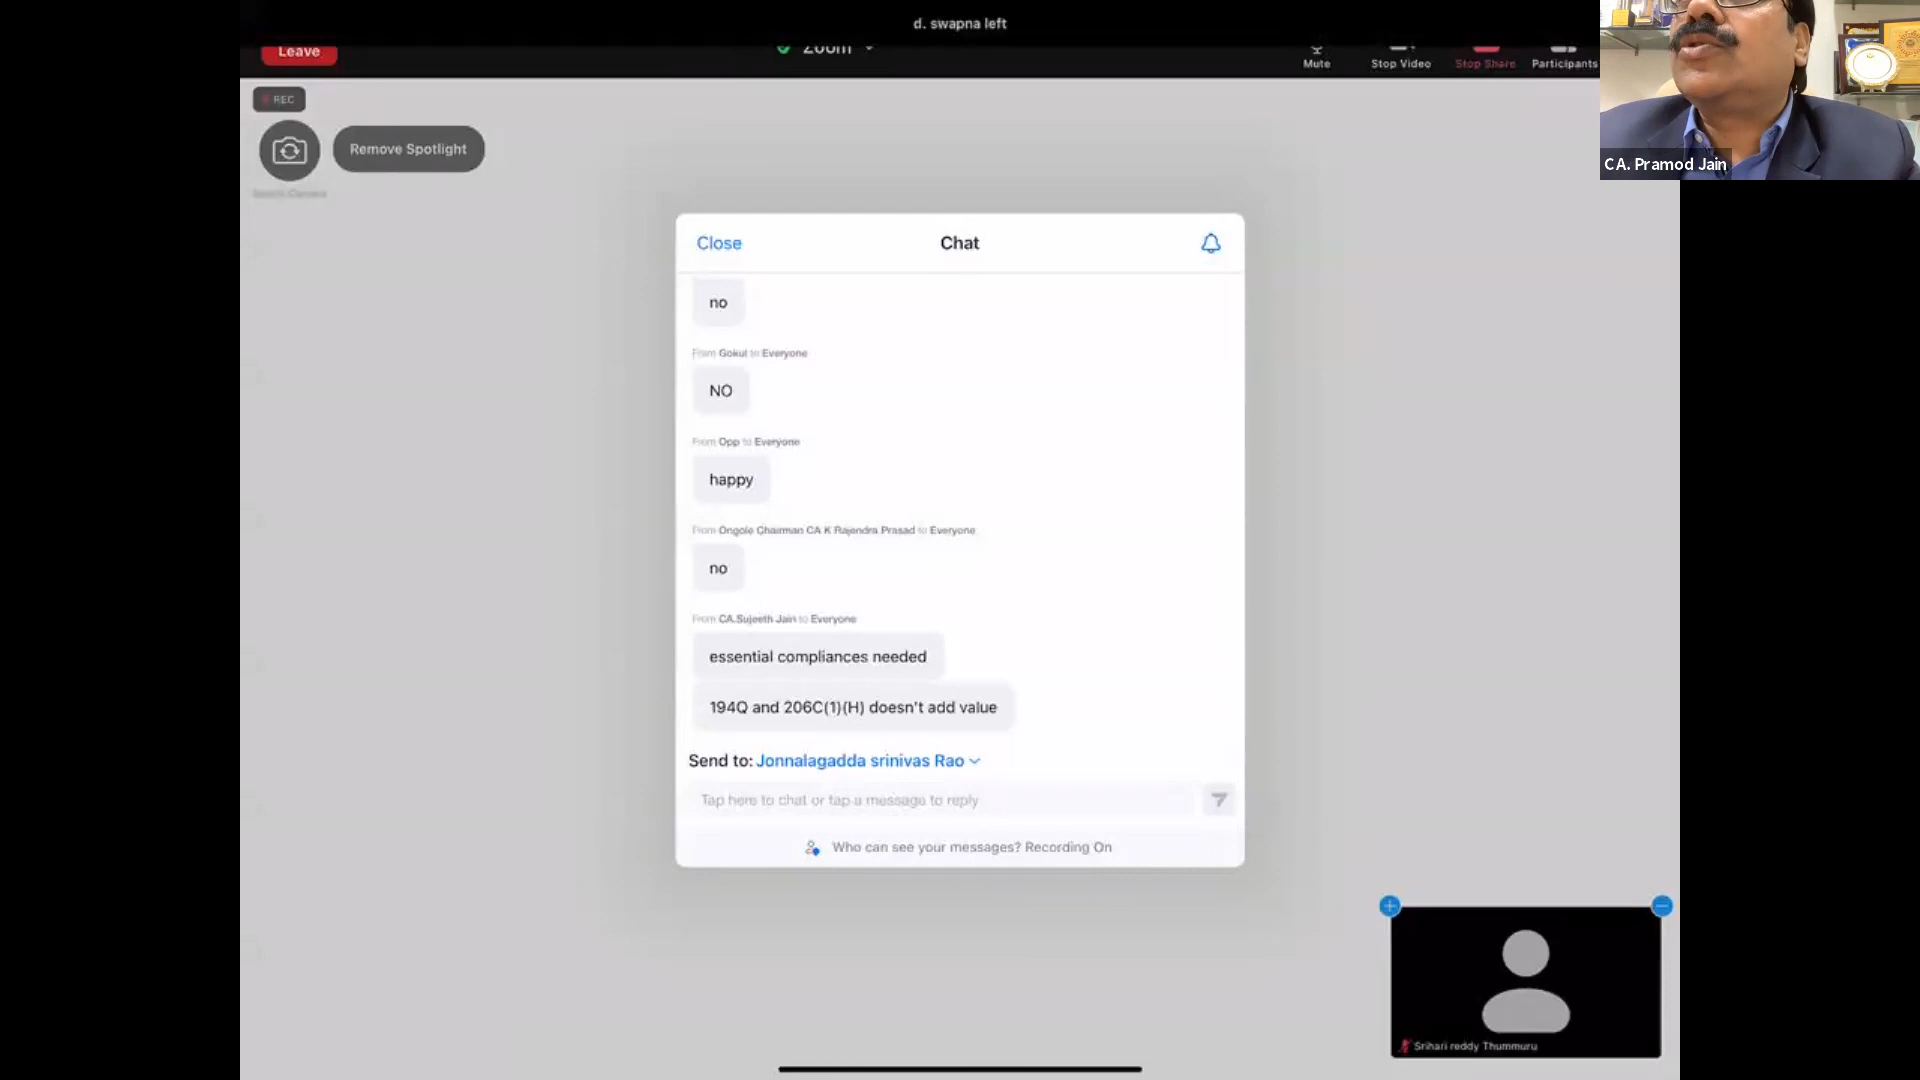 d. swapna left
Leave
Zoom
Mute
Stop Video
Stop Share
Participants
CA. Pramod Jain
REC
Remove Spotlight
Switch Camera
Close
Chat
no
From Gokul to Everyone
NO
From Opp to Everyone
happy
From Ongole Chairman CA K Rajendra Prasad to Everyone
no
From CA.Sujeeth Jain to Everyone
essential compliances needed
194Q and 206C(1)(H) doesn't add value
Send to: Jonnalagadda srinivas Rao
Tap here to chat or tap a message to reply
Who can see your messages? Recording On
Srihari reddy Thummuru